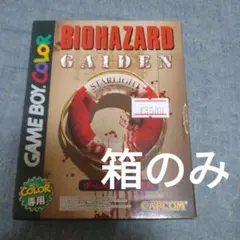 BIOHAZARD
GAIDEN
GAME BOY COLOR
STARLIGHT
箱のみ
COLOR
専用
CAPCOM